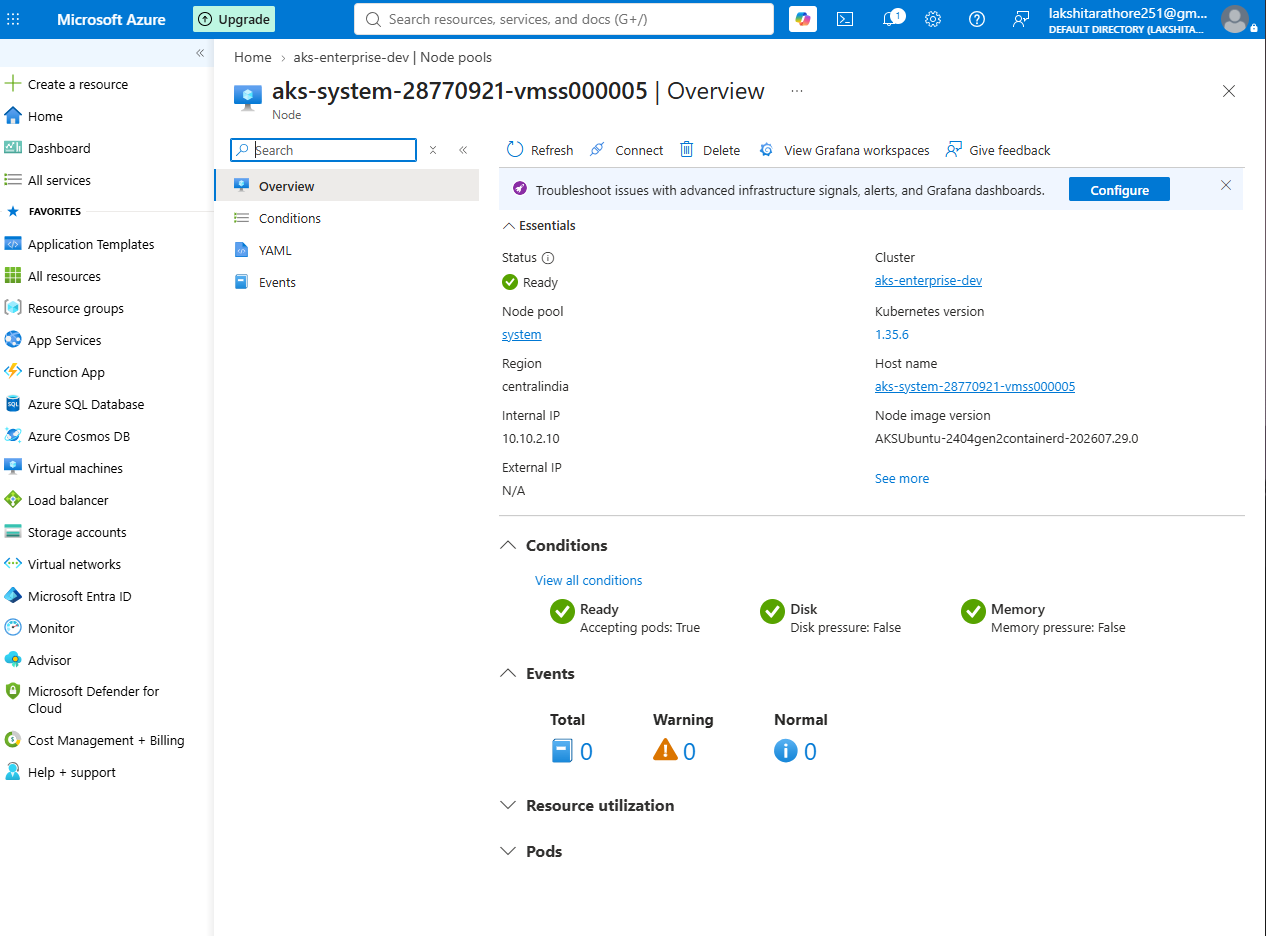 Microsoft Azure
Upgrade
Search resources, services, and docs (G+/)
1
lakshitarathore251@gm...
DEFAULT DIRECTORY (LAKSHITA...
Create a resource
Home
Dashboard
All services
FAVORITES
Application Templates
All resources
Resource groups
App Services
Function App
Azure SQL Database
Azure Cosmos DB
Virtual machines
Load balancer
Storage accounts
Virtual networks
Microsoft Entra ID
Monitor
Advisor
Microsoft Defender for
Cloud
Cost Management + Billing
Help + support
Home > aks-enterprise-dev | Node pools
aks-system-28770921-vmss000005 | Overview ...
Node
Search
Overview
Conditions
YAML
Events
Refresh Connect Delete View Grafana workspaces Give feedback
Troubleshoot issues with advanced infrastructure signals, alerts, and Grafana dashboards. Configure
Essentials
Status
Ready
Node pool
system
Region
centralindia
Internal IP
10.10.2.10
External IP
N/A
Cluster
aks-enterprise-dev
Kubernetes version
1.35.6
Host name
aks-system-28770921-vmss000005
Node image version
AKSUbuntu-2404gen2containerd-202607.29.0
See more
Conditions
View all conditions
Ready
Accepting pods: True
Disk
Disk pressure: False
Memory
Memory pressure: False
Events
Total
0
Warning
0
Normal
0
Resource utilization
Pods